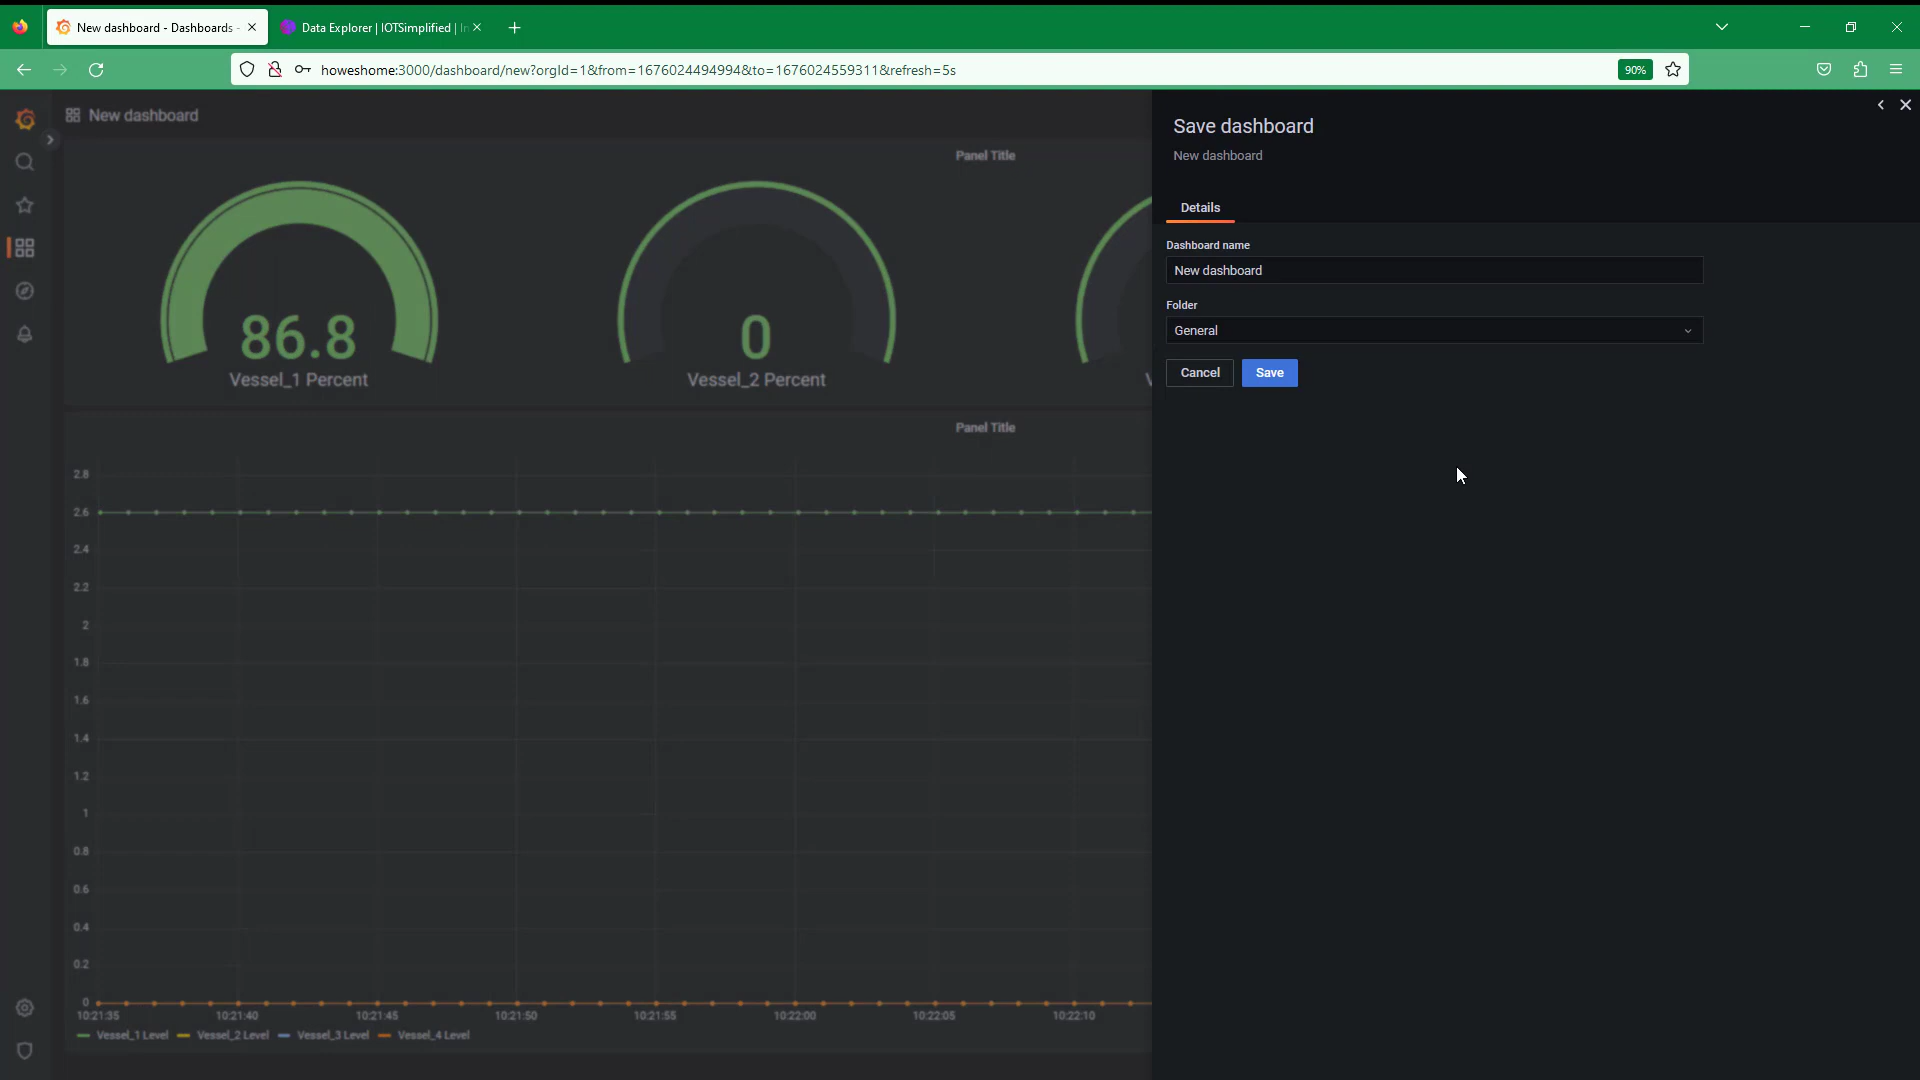 New dashboard - Dashboards -
Data Explorer | IOTSimplified | In
howeshome:3000/dashboard/new?orgId=1&from=1676024494994&to=1676024559311&refresh=5s
90%
New dashboard
Save dashboard
New dashboard
Panel Title
Details
Dashboard name
New dashboard
Folder
General
Cancel
Save
86.8
0
Vessel_1 Percent
Vessel_2 Percent
V
Panel Title
2.8
2.6
2.4
2.2
2
1.8
1.6
1.4
1.2
1
0.8
0.6
0.4
0.2
0
10:21:35 10:21:40 10:21:45 10:21:50 10:21:55 10:22:00 10:22:05 10:22:10
Vessel_1 Level Vessel_2 Level Vessel_3 Level Vessel_4 Level